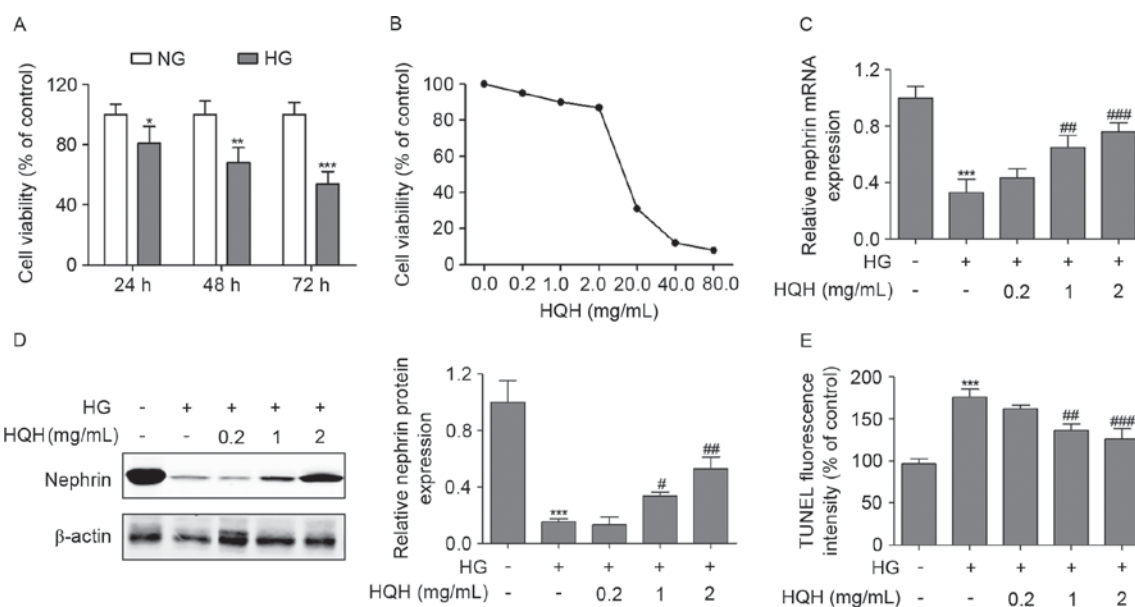 A
NG HG
Cell viability (% of control)
120
80
40
0
* ** ***
24 h 48 h 72 h
B
Cell viability (% of control)
100
80
60
40
20
0
0.0 0.2 1.0 2.0 20.0 40.0 80.0
HQH (mg/mL)
C
Relative nephrin mRNA
expression
1.2
0.8
0.4
0.0
*** ## ###
HG - + + + +
HQH (mg/mL) - - 0.2 1 2
D
HG - + + + +
HQH (mg/mL) - - 0.2 1 2
Nephrin
β-actin
Relative nephrin protein
expression
1.2
0.8
0.4
0.0
*** # ##
HG - + + + +
HQH (mg/mL) - - 0.2 1 2
E
TUNEL fluorescence
intensity (% of control)
200
150
100
50
0
*** ## ###
HG - + + + +
HQH (mg/mL) - - 0.2 1 2